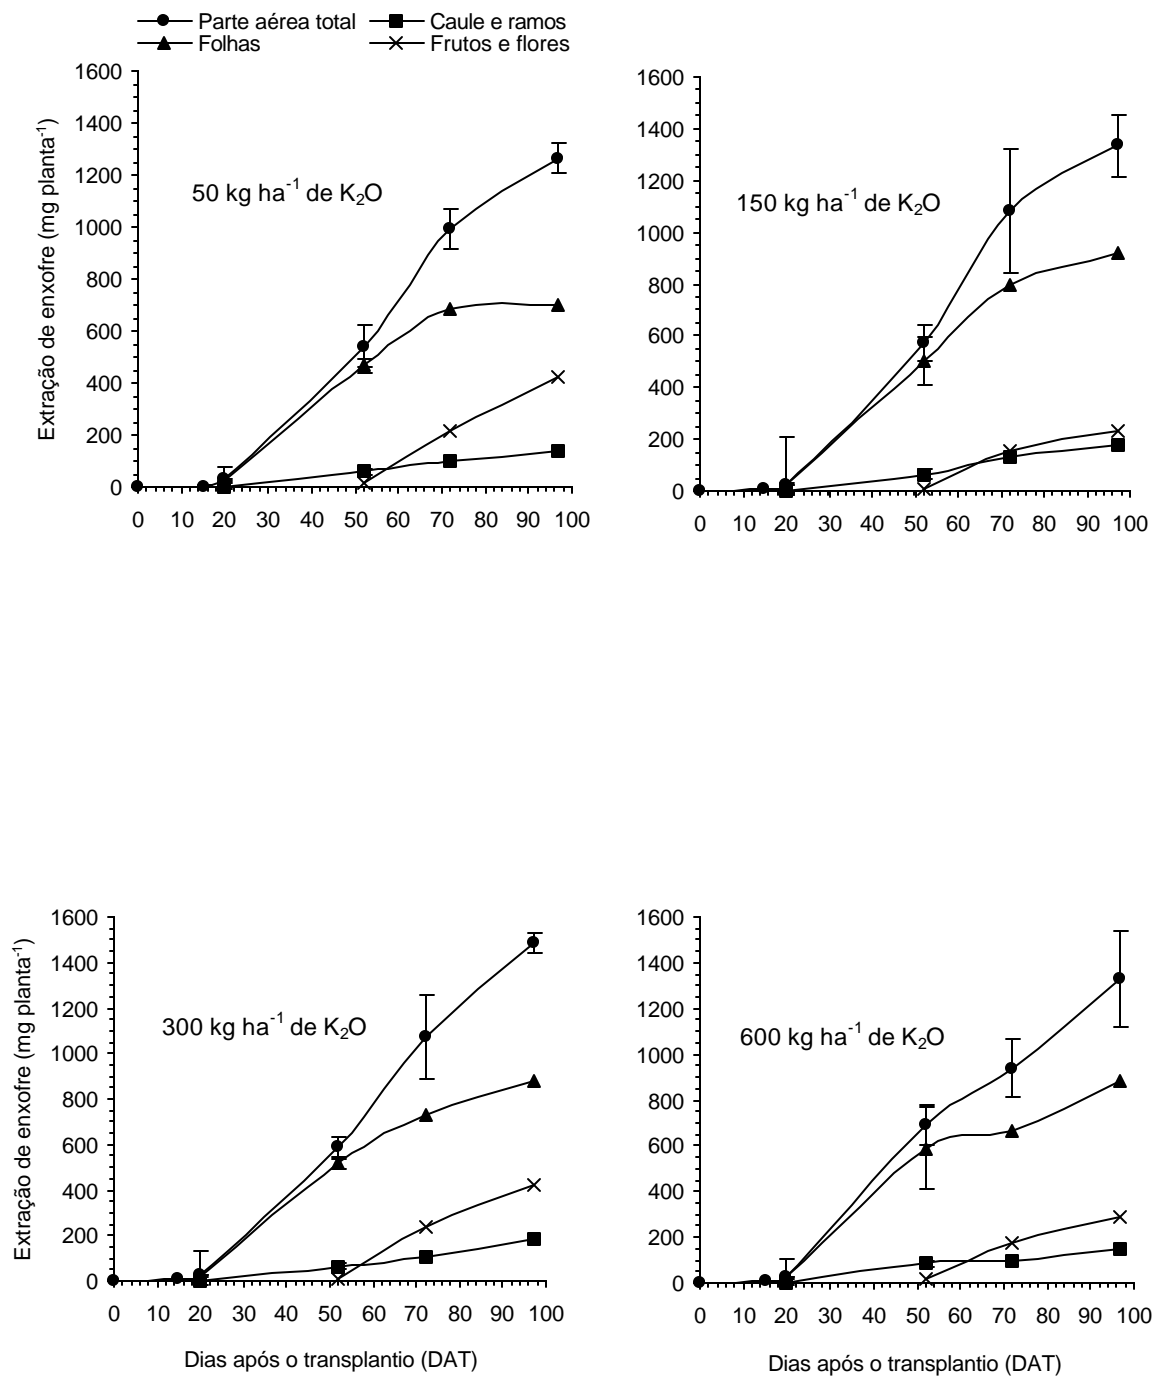 Parte aérea total
Caule e ramos
Folhas
Frutos e flores
Extração de enxofre (mg planta⁻¹)
1600
1400
1200
1000
800
600
400
200
0
50 kg ha⁻¹ de K₂O
0 10 20 30 40 50 60 70 80 90 100
1600
1400
1200
1000
800
600
400
200
0
150 kg ha⁻¹ de K₂O
0 10 20 30 40 50 60 70 80 90 100
Extração de enxofre (mg planta⁻¹)
1600
1400
1200
1000
800
600
400
200
0
300 kg ha⁻¹ de K₂O
0 10 20 30 40 50 60 70 80 90 100
Dias após o transplantio (DAT)
1600
1400
1200
1000
800
600
400
200
0
600 kg ha⁻¹ de K₂O
0 10 20 30 40 50 60 70 80 90 100
Dias após o transplantio (DAT)